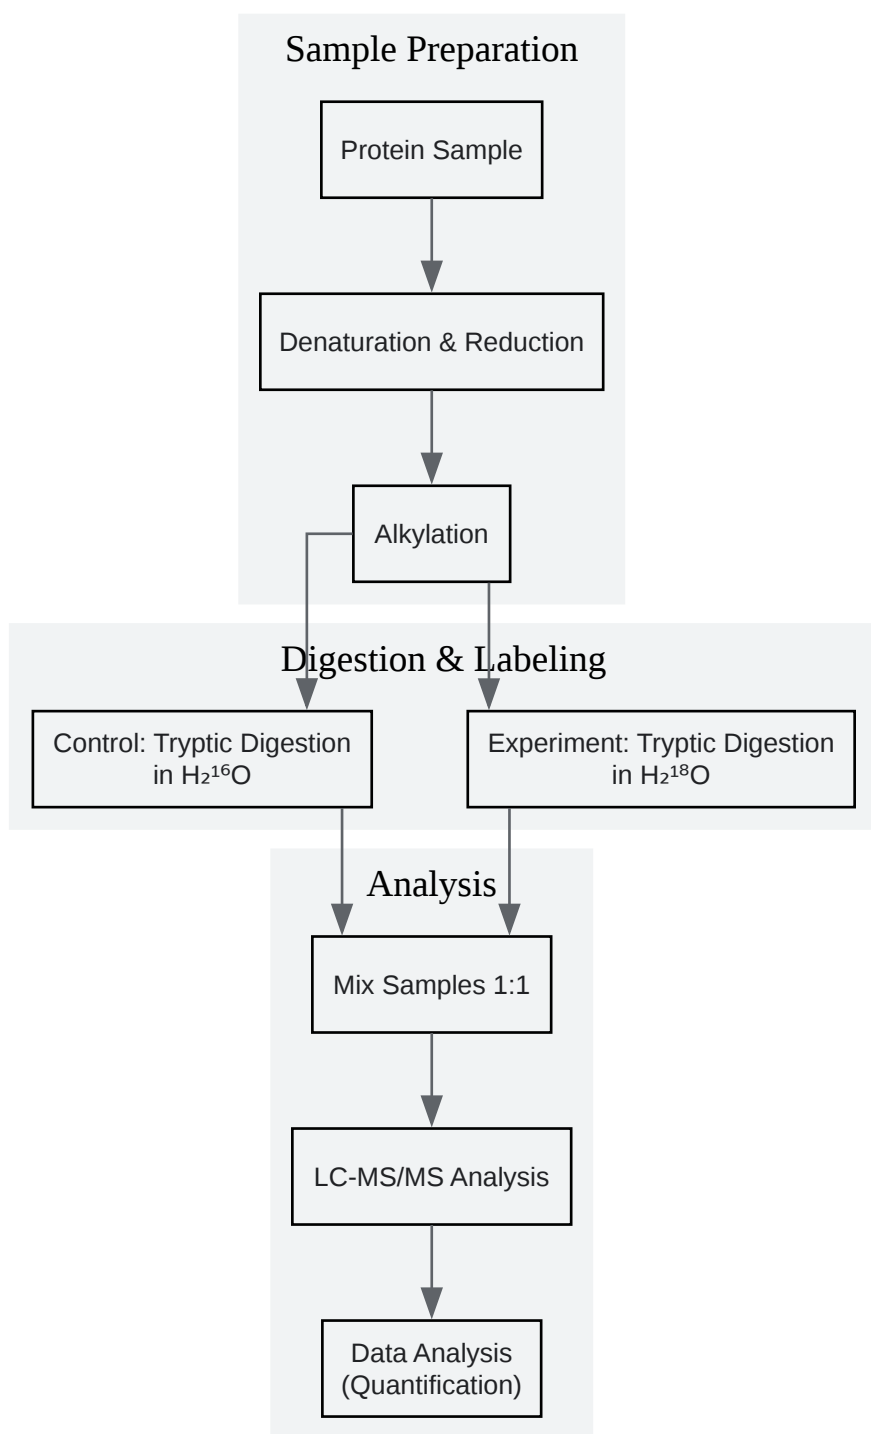 Sample Preparation
Protein Sample
Denaturation & Reduction
Alkylation
Digestion & Labeling
Control: Tryptic Digestion
in H₂¹⁶O
Experiment: Tryptic Digestion
in H₂¹⁸O
Analysis
Mix Samples 1:1
LC-MS/MS Analysis
Data Analysis
(Quantification)